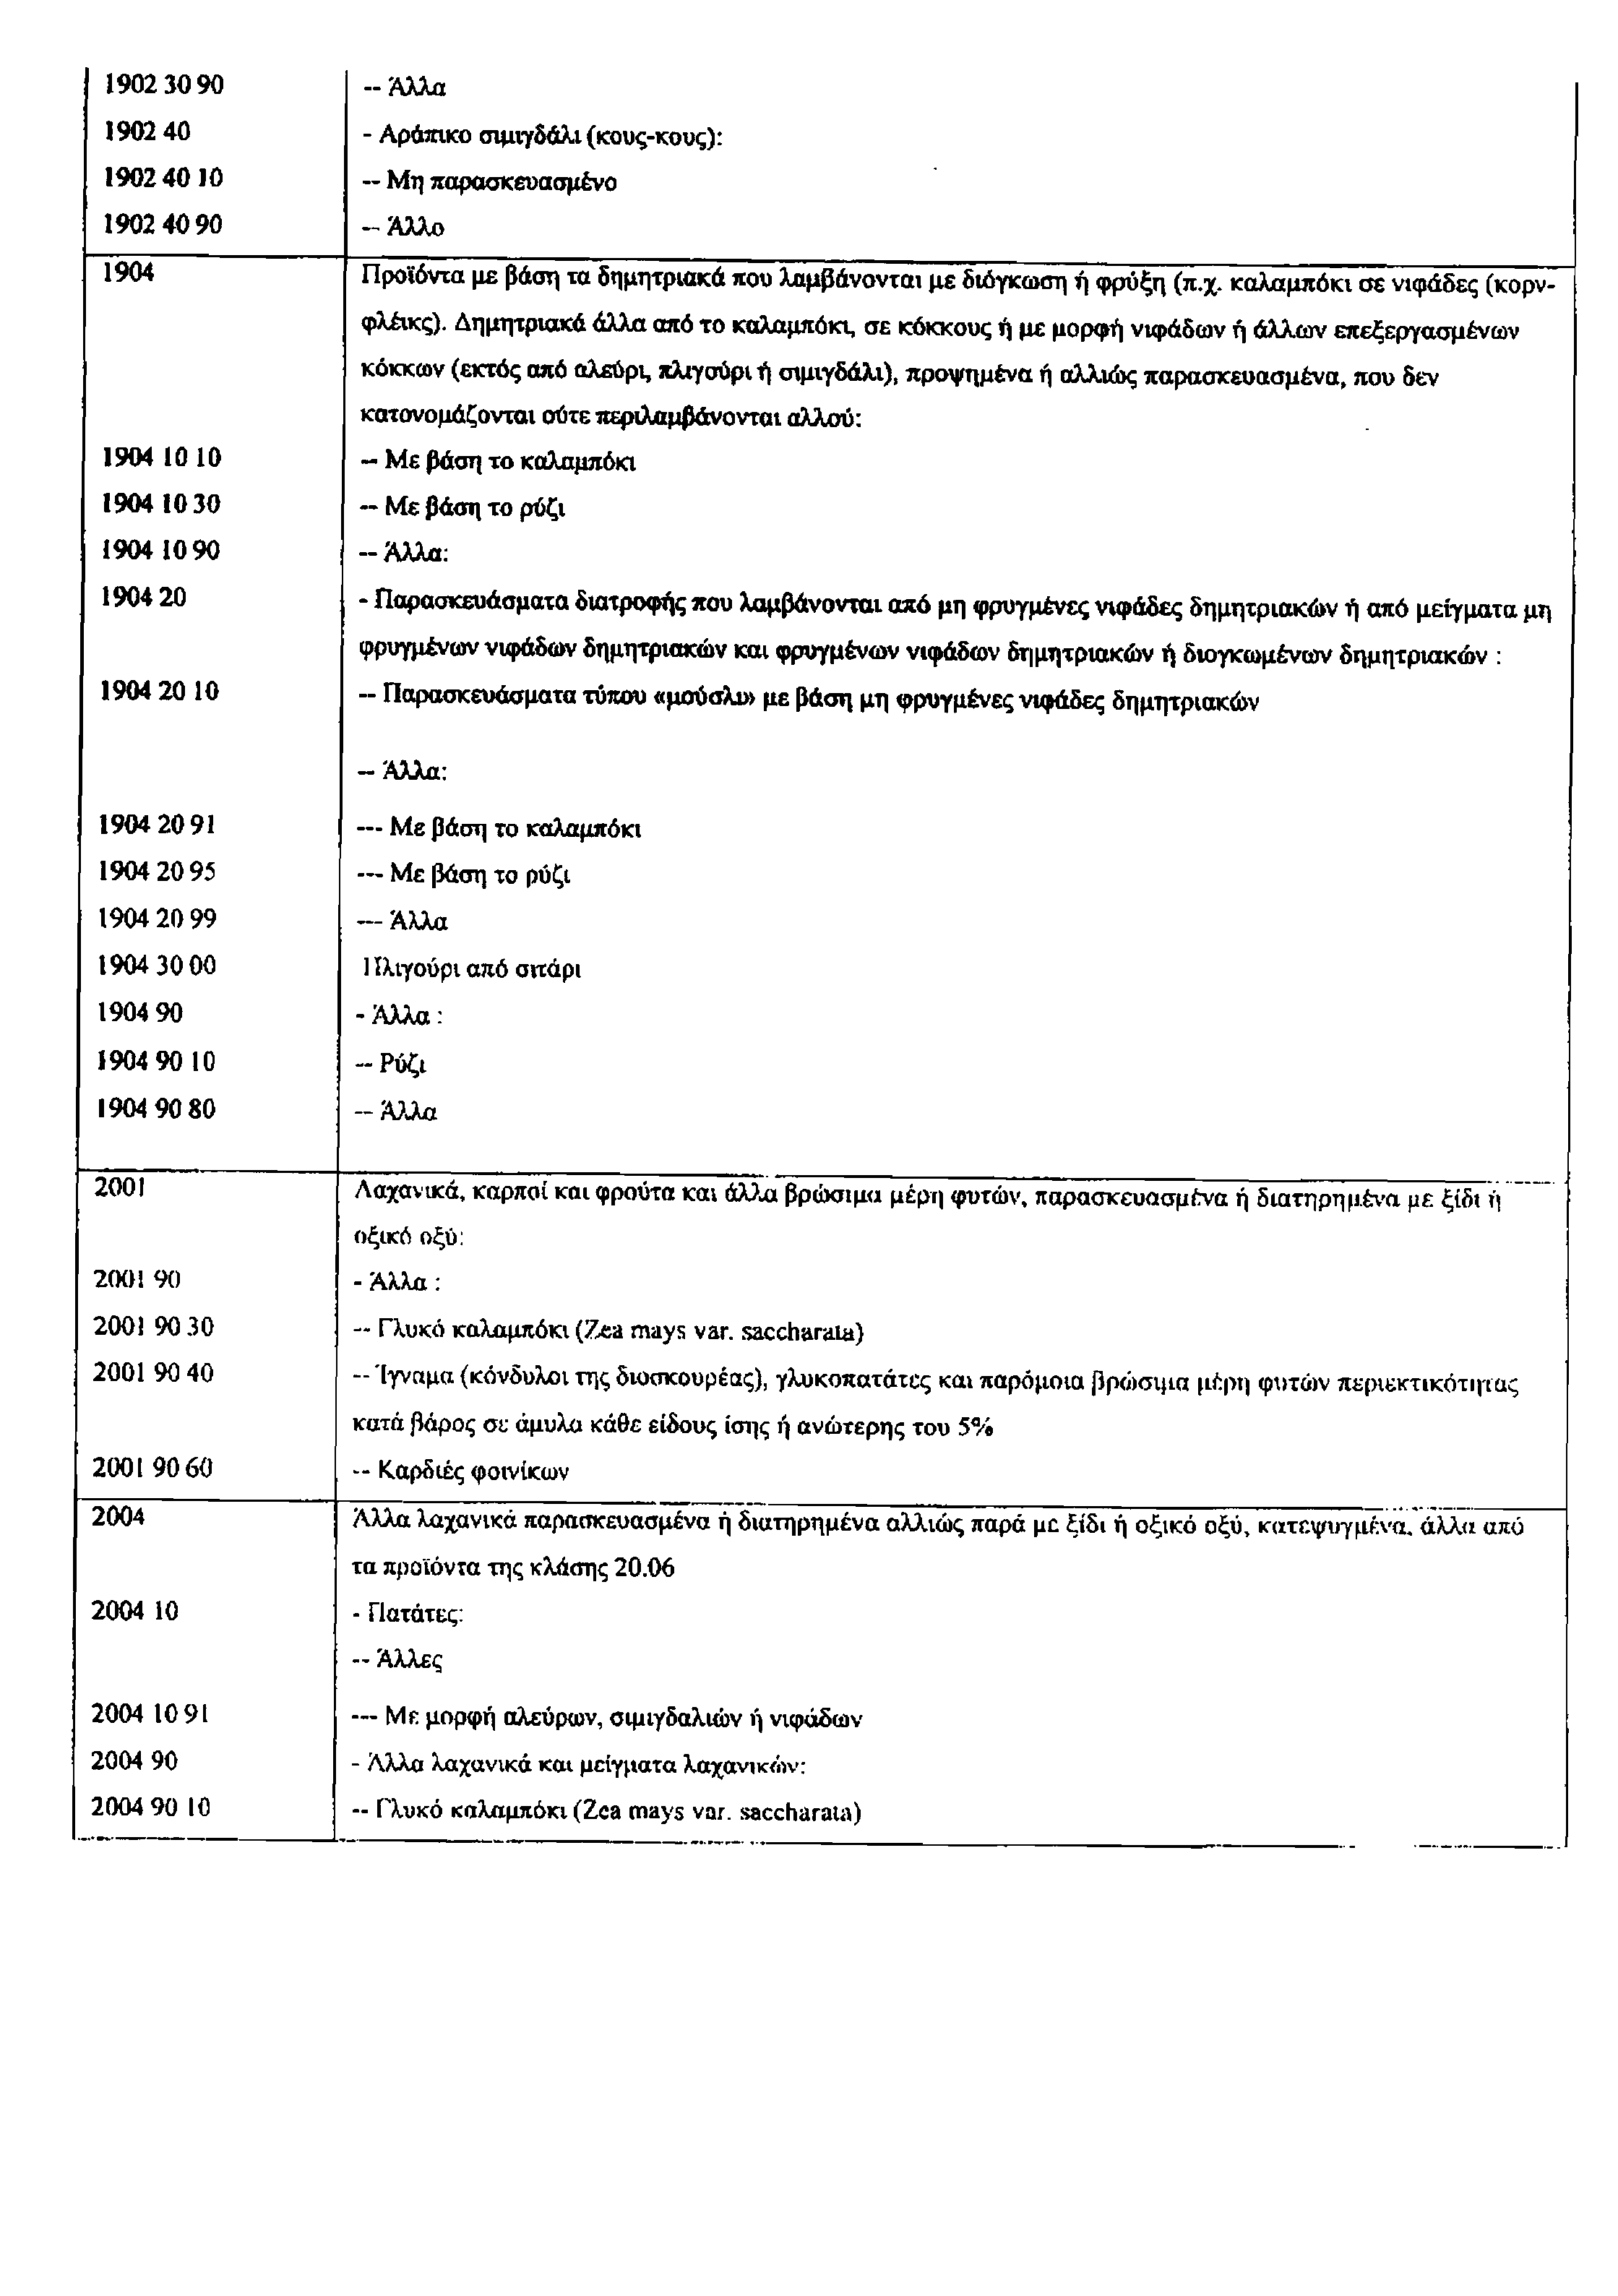 1902 30 90 -- Άλλα
1902 40 - Αράπικο σιμιγδάλι (κους-κους):
1902 40 10 -- Μη παρασκευασμένο
1902 40 90 -- Άλλο
1904 Προϊόντα με βάση τα δημητριακά που λαμβάνονται με διόγκωση ή φρύξη (π.χ. καλαμπόκι σε νιφάδες (κορν-
φλέικς). Δημητριακά άλλα από το καλαμπόκι, σε κόκκους ή με μορφή νιφάδων ή άλλων επεξεργασμένων
κόκκων (εκτός από αλεύρι, πλιγούρι ή σιμιγδάλι), προψημένα ή αλλιώς παρασκευασμένα, που δεν
κατονομάζονται ούτε περιλαμβάνονται αλλού:
1904 10 10 -- Με βάση το καλαμπόκι
1904 10 30 -- Με βάση το ρύζι
1904 10 90 -- Άλλα:
1904 20 - Παρασκευάσματα διατροφής που λαμβάνονται από μη φρυγμένες νιφάδες δημητριακών ή από μείγματα μη
φρυγμένων νιφάδων δημητριακών και φρυγμένων νιφάδων δημητριακών ή διογκωμένων δημητριακών :
1904 20 10 -- Παρασκευάσματα τύπου «μούσλι» με βάση μη φρυγμένες νιφάδες δημητριακών
-- Άλλα:
1904 20 91 --- Με βάση το καλαμπόκι
1904 20 95 --- Με βάση το ρύζι
1904 20 99 --- Άλλα
1904 30 00 Πλιγούρι από σιτάρι
1904 90 - Άλλα :
1904 90 10 -- Ρύζι
1904 90 80 -- Άλλα
2001 Λαχανικά, καρποί και φρούτα και άλλα βρώσιμα μέρη φυτών, παρασκευασμένα ή διατηρημένα με ξίδι ή
οξικό οξύ:
2001 90 - Άλλα :
2001 90 30 -- Γλυκό καλαμπόκι (Zea mays var. saccharata)
2001 90 40 -- Ίγναμα (κόνδυλοι της διοσκουρέας), γλυκοπατάτες και παρόμοια βρώσιμα μέρη φυτών περιεκτικότητας
κατά βάρος σε άμυλα κάθε είδους ίσης ή ανώτερης του 5%
2001 90 60 -- Καρδιές φοινίκων
2004 Άλλα λαχανικά παρασκευασμένα ή διατηρημένα αλλιώς παρά με ξίδι ή οξικό οξύ, κατεψυγμένα, άλλα από
τα προϊόντα της κλάσης 20.06
2004 10 - Πατάτες:
-- Άλλες
2004 10 91 --- Με μορφή αλεύρων, σιμιγδαλιών ή νιφάδων
2004 90 - Άλλα λαχανικά και μείγματα λαχανικών:
2004 90 10 -- Γλυκό καλαμπόκι (Zea mays var. saccharata)